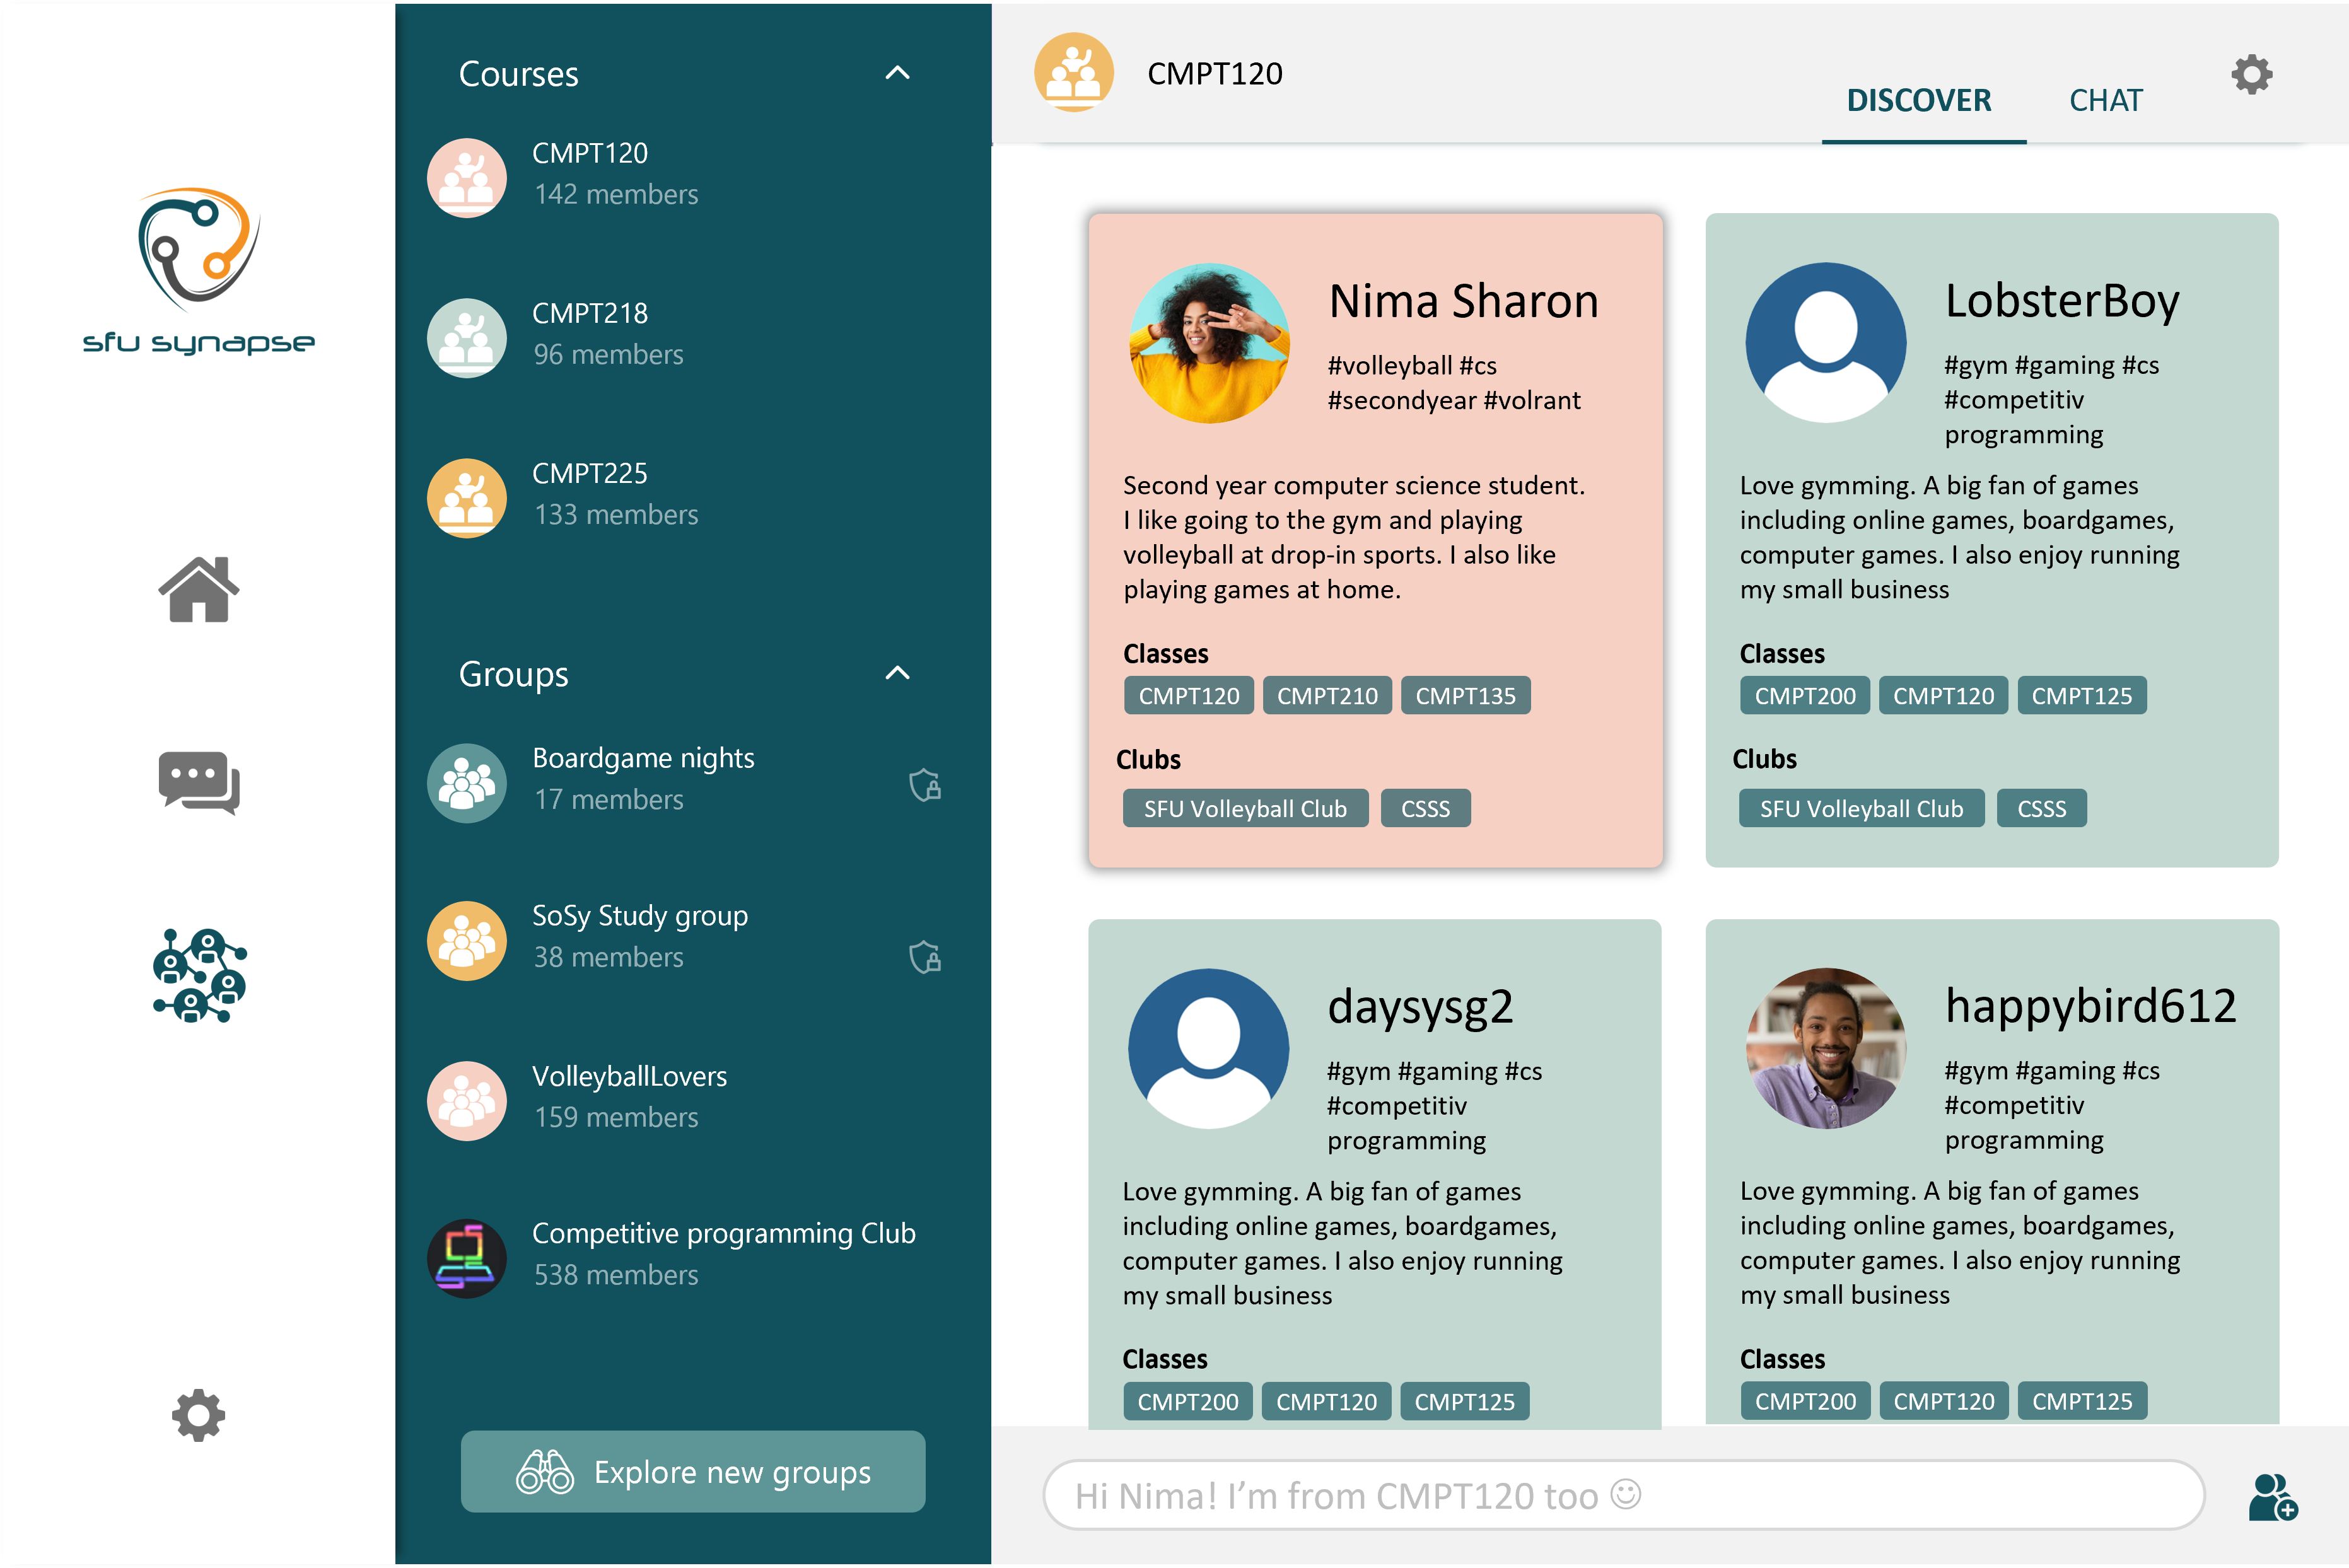 sfu synapse
Courses
CMPT120
142 members
CMPT218
96 members
CMPT225
133 members
Groups
Boardgame nights
17 members
SoSy Study group
38 members
VolleyballLovers
159 members
Competitive programming Club
538 members
Explore new groups
CMPT120
DISCOVER
CHAT
Nima Sharon
#volleyball #cs
#secondyear #volrant
Second year computer science student.
I like going to the gym and playing
volleyball at drop-in sports. I also like
playing games at home.
Classes
CMPT120 CMPT210 CMPT135
Clubs
SFU Volleyball Club CSSS
LobsterBoy
#gym #gaming #cs
#competitiv
programming
Love gymming. A big fan of games
including online games, boardgames,
computer games. I also enjoy running
my small business
Classes
CMPT200 CMPT120 CMPT125
Clubs
SFU Volleyball Club CSSS
daysysg2
#gym #gaming #cs
#competitiv
programming
Love gymming. A big fan of games
including online games, boardgames,
computer games. I also enjoy running
my small business
Classes
CMPT200 CMPT120 CMPT125
happybird612
#gym #gaming #cs
#competitiv
programming
Love gymming. A big fan of games
including online games, boardgames,
computer games. I also enjoy running
my small business
Classes
CMPT200 CMPT120 CMPT125
Hi Nima! I’m from CMPT120 too ☺